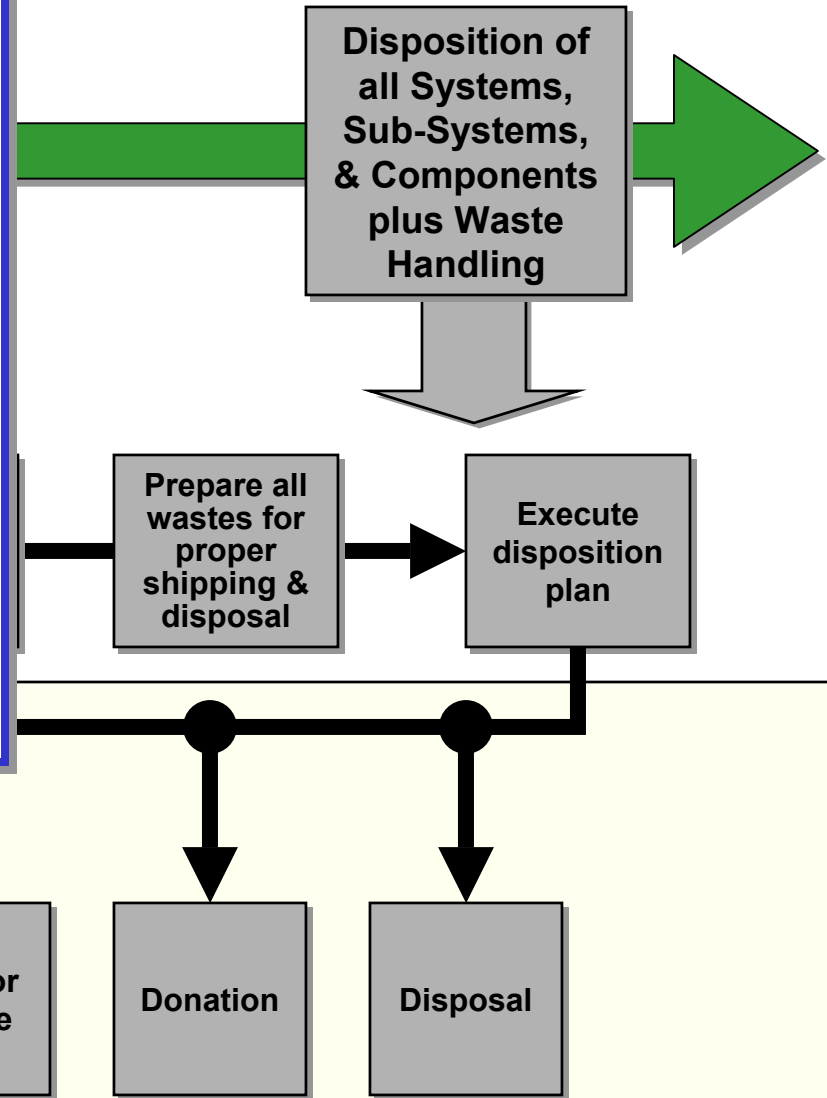 Disposition of
all Systems,
Sub-Systems,
& Components
plus Waste
Handling
Prepare all
wastes for
proper
shipping &
disposal
Execute
disposition
plan
Donation
Disposal